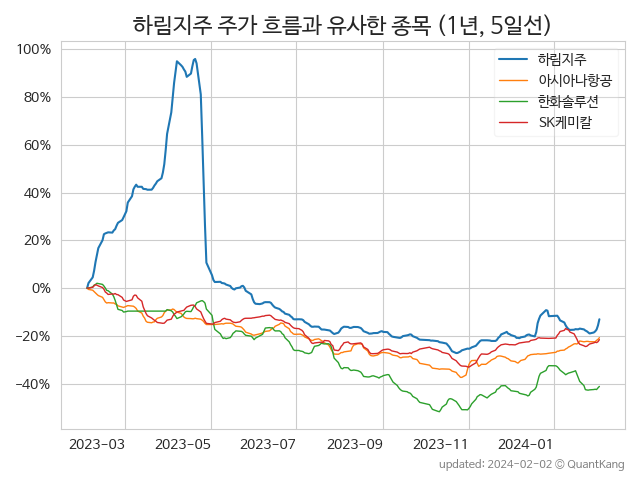 하림지주 주가 흐름과 유사한 종목 (1년, 5일선)
100%
80%
60%
40%
20%
0%
−20%
−40%
하림지주
아시아나항공
한화솔루션
SK케미칼
2023-03
2023-05
2023-07
2023-09
2023-11
2024-01
updated: 2024-02-02 © QuantKang